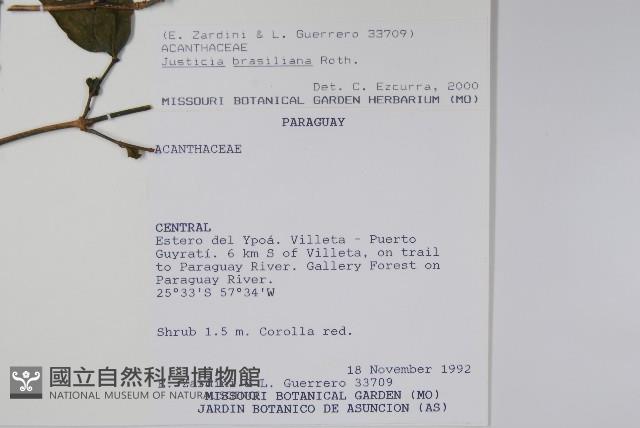 (E. Zardini & L. Guerrero 33709)
ACANTHACEAE
Justicia brasiliana Roth.
Det. C. Ezcurra, 2000
MISSOURI BOTANICAL GARDEN HERBARIUM (MO)
PARAGUAY
ACANTHACEAE
CENTRAL
Estero del Ypoá. Villeta - Puerto
Guyratí. 6 km S of Villeta, on trail
to Paraguay River. Gallery Forest on
Paraguay River.
25°33'S 57°34'W
Shrub 1.5 m. Corolla red.
18 November 1992
E. Zardini & L. Guerrero 33709
MISSOURI BOTANICAL GARDEN (MO)
JARDIN BOTANICO DE ASUNCION (AS)
國立自然科學博物館
NATIONAL MUSEUM OF NATURAL SCIENCE